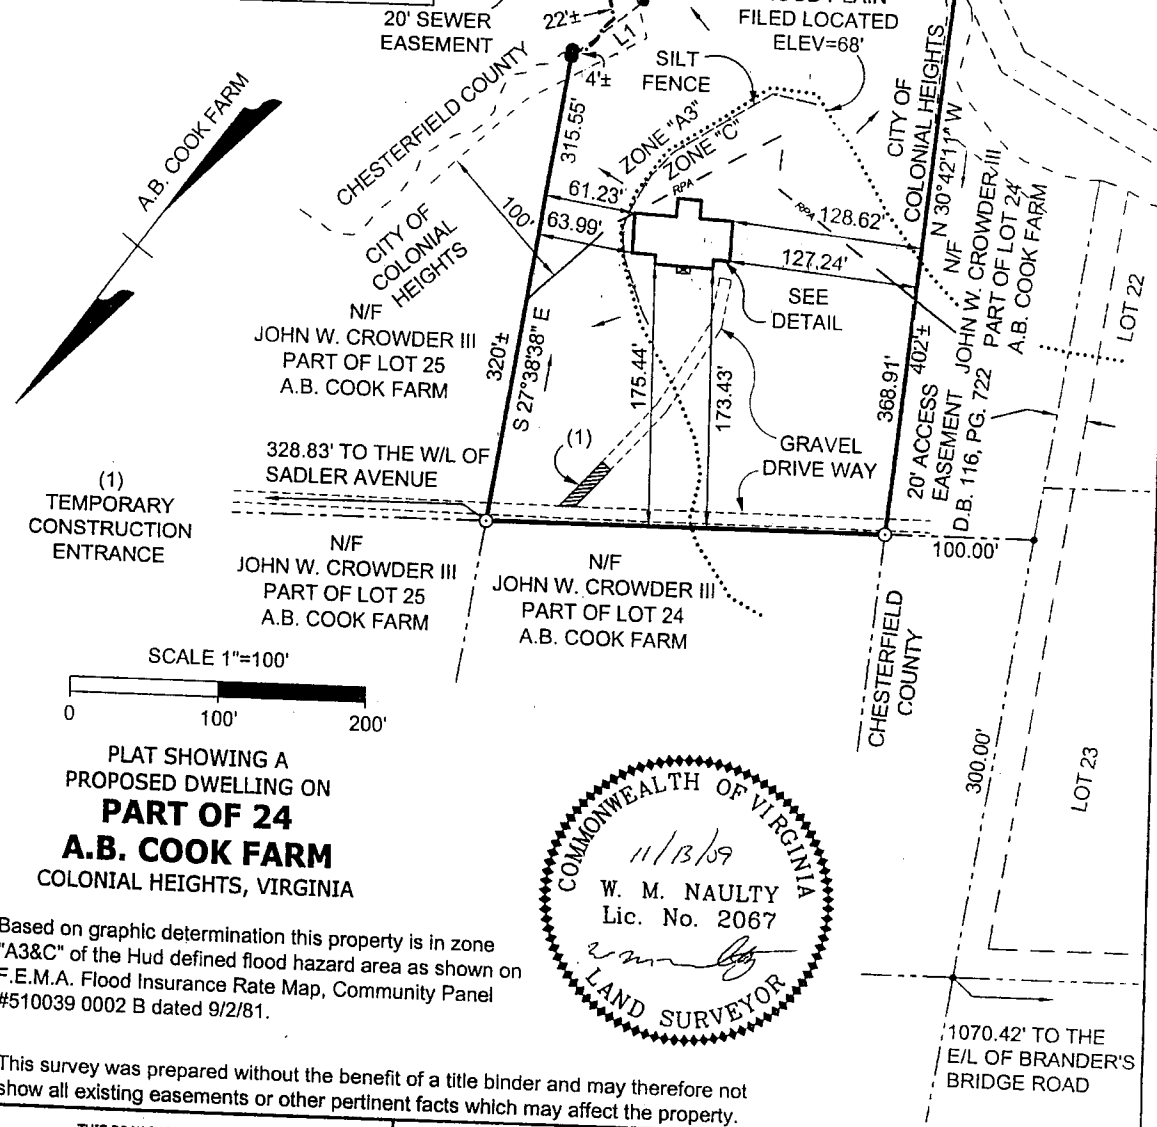 20' SEWER
EASEMENT
22'±
L1
4'±
FILED LOCATED
ELEV=68'
SILT
FENCE
A.B. COOK FARM
CHESTERFIELD COUNTY
315.55'
ZONE "A3"
ZONE "C"
RPA
RPA
CITY OF
COLONIAL HEIGHTS
N 30°42'11" W
N/F
JOHN W. CROWDER III
PART OF LOT 24
A.B. COOK FARM
61.23'
63.99'
128.62'
127.24'
100'
CITY OF
COLONIAL
HEIGHTS
SEE
DETAIL
LOT 22
N/F
JOHN W. CROWDER III
PART OF LOT 25
A.B. COOK FARM
320'±
S 27°38'38" E
175.44'
173.43'
368.91'
402'±
20' ACCESS
EASEMENT
D.B. 116, PG. 722
(1)
GRAVEL
DRIVE WAY
328.83' TO THE W/L OF
SADLER AVENUE
(1)
TEMPORARY
CONSTRUCTION
ENTRANCE
100.00'
N/F
JOHN W. CROWDER III
PART OF LOT 25
A.B. COOK FARM
N/F
JOHN W. CROWDER III
PART OF LOT 24
A.B. COOK FARM
CHESTERFIELD
COUNTY
300.00'
LOT 23
SCALE 1"=100'
0 100' 200'
PLAT SHOWING A
PROPOSED DWELLING ON
PART OF 24
A.B. COOK FARM
COLONIAL HEIGHTS, VIRGINIA
COMMONWEALTH OF VIRGINIA
11/13/09
W. M. NAULTY
Lic. No. 2067
LAND SURVEYOR
Based on graphic determination this property is in zone
"A3&C" of the Hud defined flood hazard area as shown on
F.E.M.A. Flood Insurance Rate Map, Community Panel
#510039 0002 B dated 9/2/81.
1070.42' TO THE
E/L OF BRANDER'S
BRIDGE ROAD
This survey was prepared without the benefit of a title binder and may therefore not
show all existing easements or other pertinent facts which may affect the property.